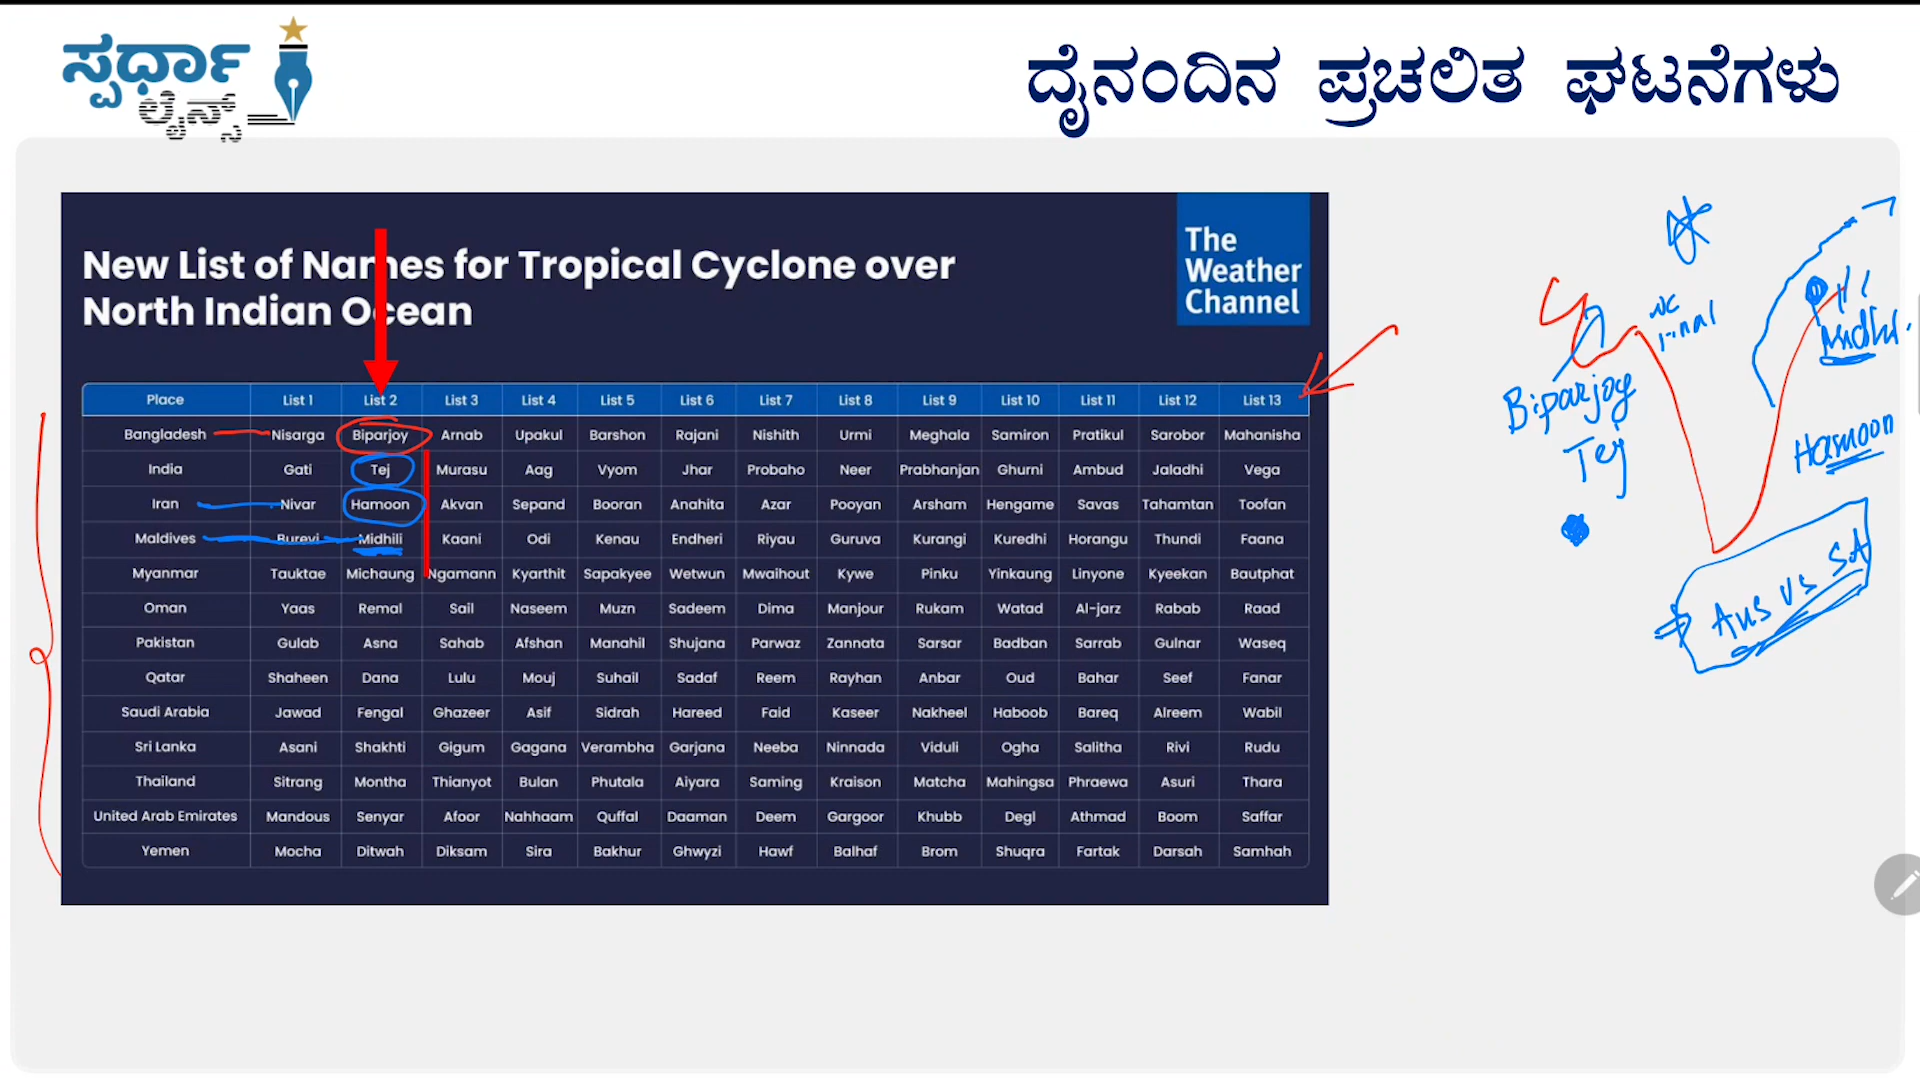 ಸ್ಪರ್ಧಾ
ಲೈನ್ಸ್
ದೈನಂದಿನ ಪ್ರಚಲಿತ ಘಟನೆಗಳು
New List of Names for Tropical Cyclone over
North Indian Ocean
The
Weather
Channel
Place List 1 List 2 List 3 List 4 List 5 List 6 List 7 List 8 List 9 List 10 List 11 List 12 List 13
Bangladesh Nisarga Biparjoy Arnab Upakul Barshon Rajani Nishith Urmi Meghala Samiron Pratikul Sarobor Mahanisha
India Gati Tej Murasu Aag Vyom Jhar Probaho Neer Prabhanjan Ghurni Ambud Jaladhi Vega
Iran Nivar Hamoon Akvan Sepand Booran Anahita Azar Pooyan Arsham Hengame Savas Tahamtan Toofan
Maldives Burevi Midhili Kaani Odi Kenau Endheri Riyau Guruva Kurangi Kuredhi Horangu Thundi Faana
Myanmar Tauktae Michaung Ngamann Kyarthit Sapakyee Wetwun Mwaihout Kywe Pinku Yinkaung Linyone Kyeekan Bautphat
Oman Yaas Remal Sail Naseem Muzn Sadeem Dima Manjour Rukam Watad Al-jarz Rabab Raad
Pakistan Gulab Asna Sahab Afshan Manahil Shujana Parwaz Zannata Sarsar Badban Sarrab Gulnar Waseq
Qatar Shaheen Dana Lulu Mouj Suhail Sadaf Reem Rayhan Anbar Oud Bahar Seef Fanar
Saudi Arabia Jawad Fengal Ghazeer Asif Sidrah Hareed Faid Kaseer Nakheel Haboob Bareq Alreem Wabil
Sri Lanka Asani Shakhti Gigum Gagana Verambha Garjana Neeba Ninnada Viduli Ogha Salitha Rivi Rudu
Thailand Sitrang Montha Thianyot Bulan Phutala Aiyara Saming Kraison Matcha Mahingsa Phraewa Asuri Thara
United Arab Emirates Mandous Senyar Afoor Nahhaam Quffal Daaman Deem Gargoor Khubb Degl Athmad Boom Saffar
Yemen Mocha Ditwah Diksam Sira Bakhur Ghwyzi Hawf Balhaf Brom Shuqra Fartak Darsah Samhah
Midhi
Biparjoy
Tej
Hamoon
Aus vs SA